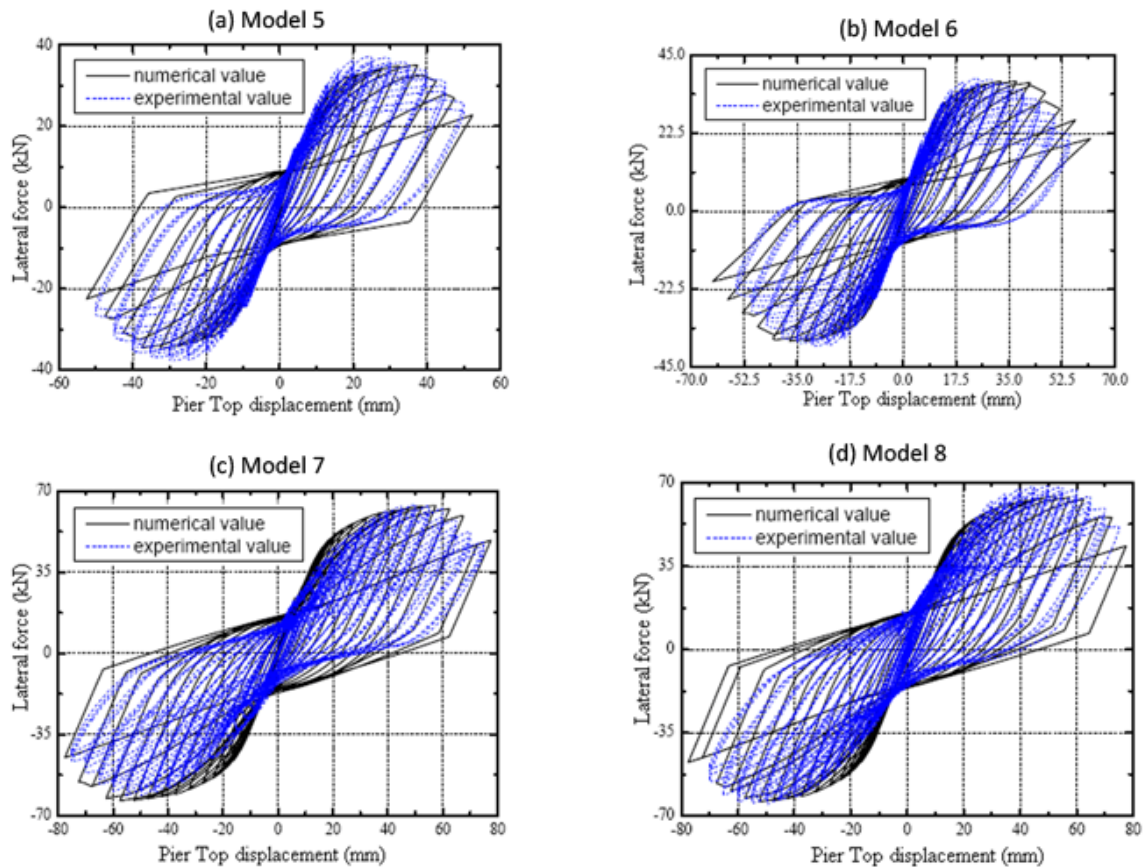 (a) Model 5
40
20
0
-20
-40
-60
-40
-20
0
20
40
60
Lateral force (kN)
Pier Top displacement (mm)
numerical value
experimental value
(b) Model 6
45.0
22.5
0.0
-22.5
-45.0
-70.0
-52.5
-35.0
-17.5
0.0
17.5
35.0
52.5
70.0
Lateral force (kN)
Pier Top displacement (mm)
numerical value
experimental value
(c) Model 7
70
35
0
-35
-70
-80
-60
-40
-20
0
20
40
60
80
Lateral force (kN)
Pier Top displacement (mm)
numerical value
experimental value
(d) Model 8
70
35
0
-35
-70
-80
-60
-40
-20
0
20
40
60
80
Lateral force (kN)
Pier Top displacement (mm)
numerical value
experimental value